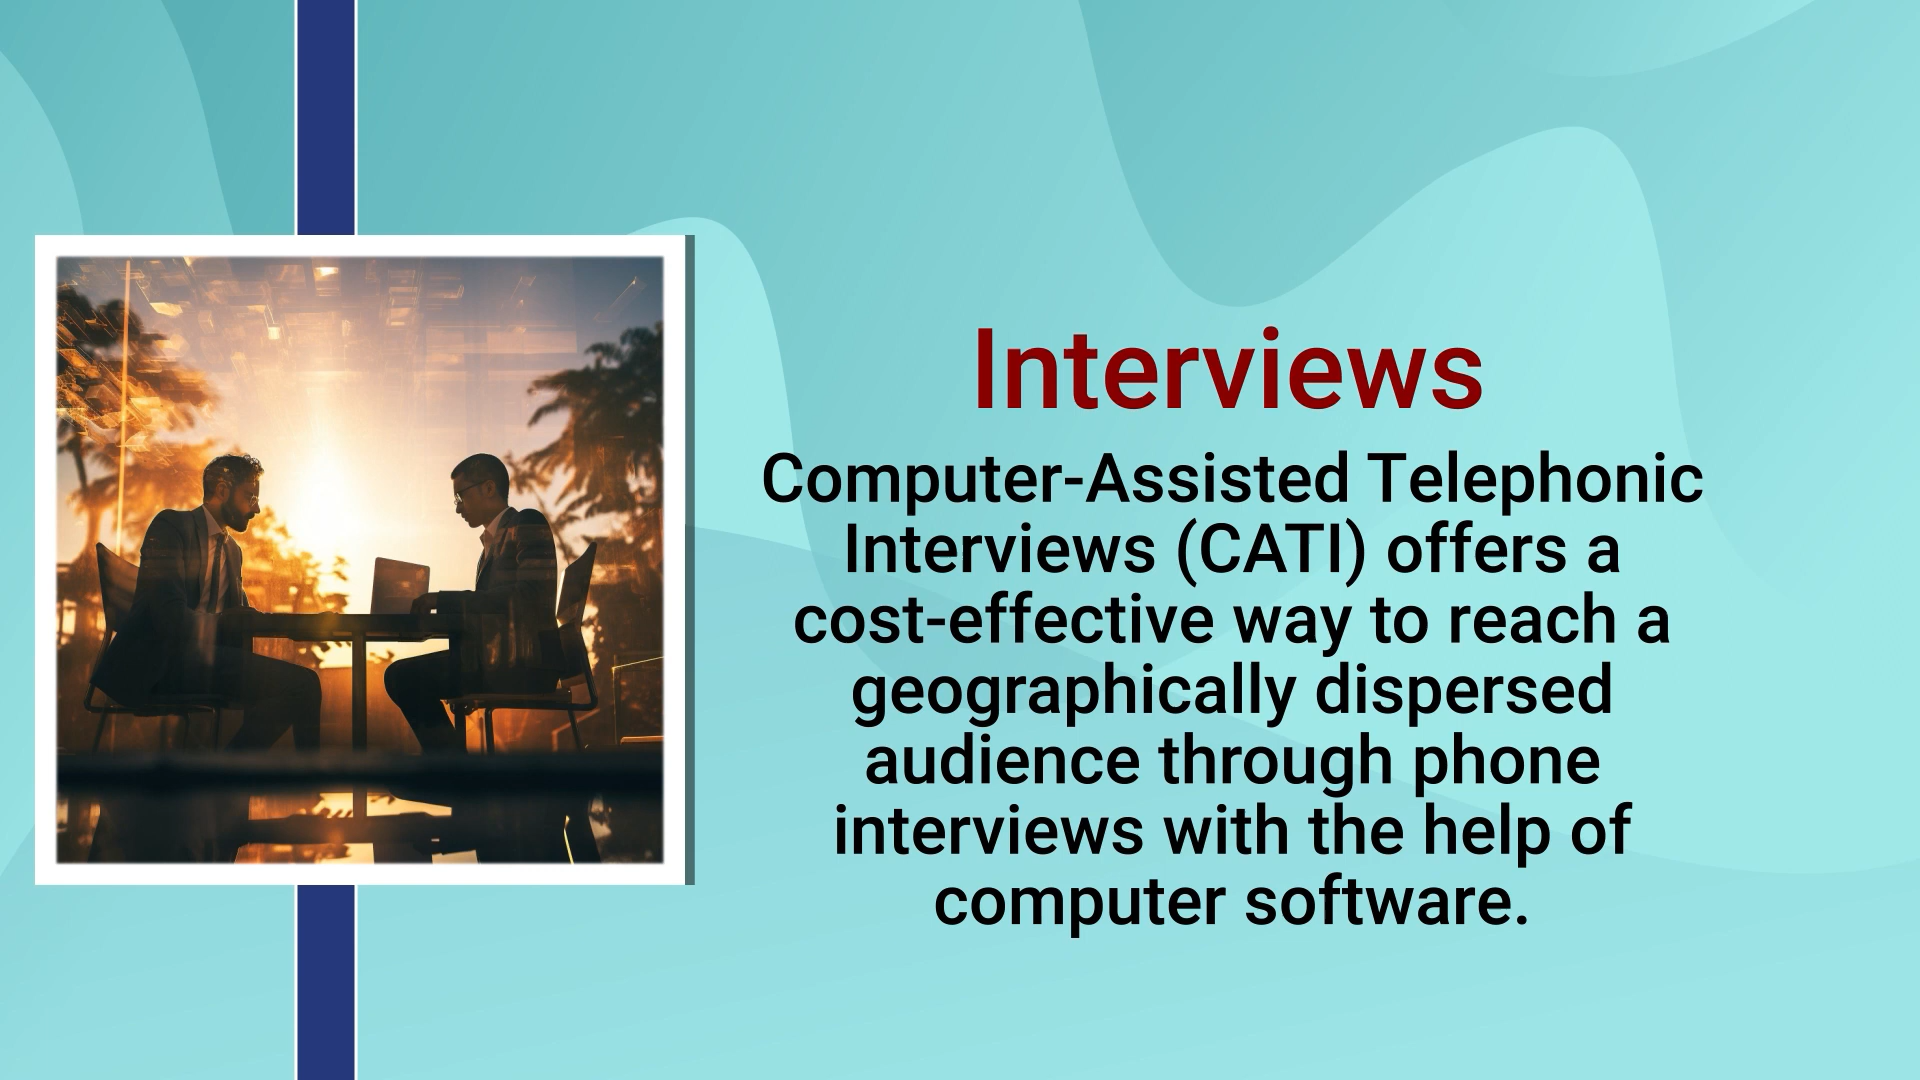 Interviews
Computer-Assisted Telephonic
Interviews (CATI) offers a
cost-effective way to reach a
geographically dispersed
audience through phone
interviews with the help of
computer software.